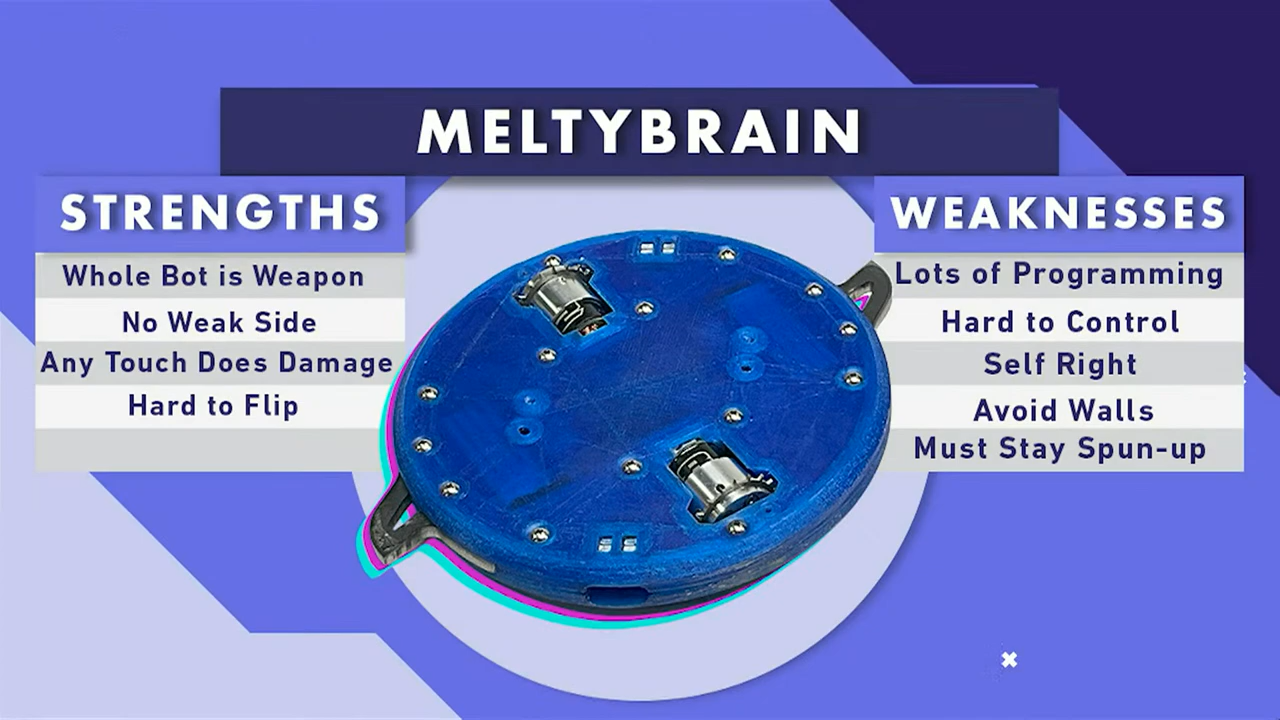 MELTYBRAIN
STRENGTHS
Whole Bot is Weapon
No Weak Side
Any Touch Does Damage
Hard to Flip
WEAKNESSES
Lots of Programming
Hard to Control
Self Right
Avoid Walls
Must Stay Spun-up